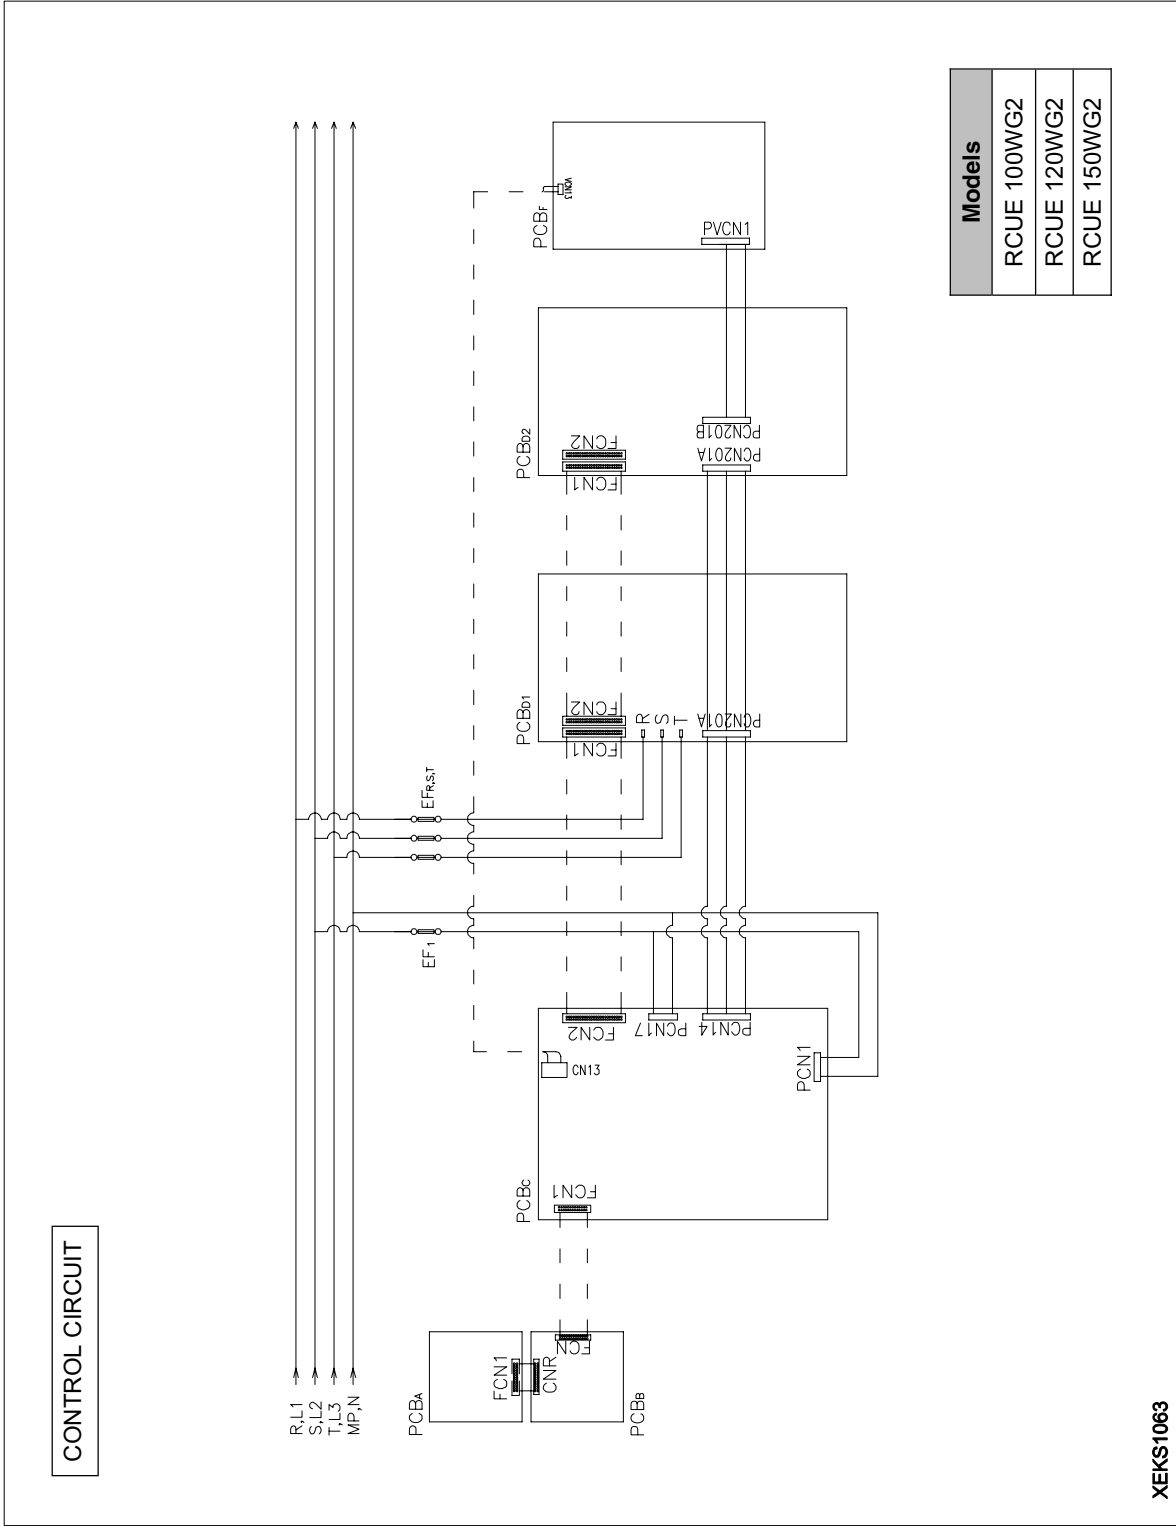 CONTROL CIRCUIT
R,L1
S,L2
T,L3
MP,N
PCBA
FCN1
CNR
FCN
PCBB
PCBC
FCN1
CN13
FCN2
PCN17
PCN14
PCN1
EF1
EFR,S,T
PCBD1
FCN1
FCN2
R
S
T
PCN201A
PCBD2
FCN1
FCN2
PCN201A
PCN201B
PCBF
VCN13
PVCN1
Models
RCUE 100WG2
RCUE 120WG2
RCUE 150WG2
XEKS1063